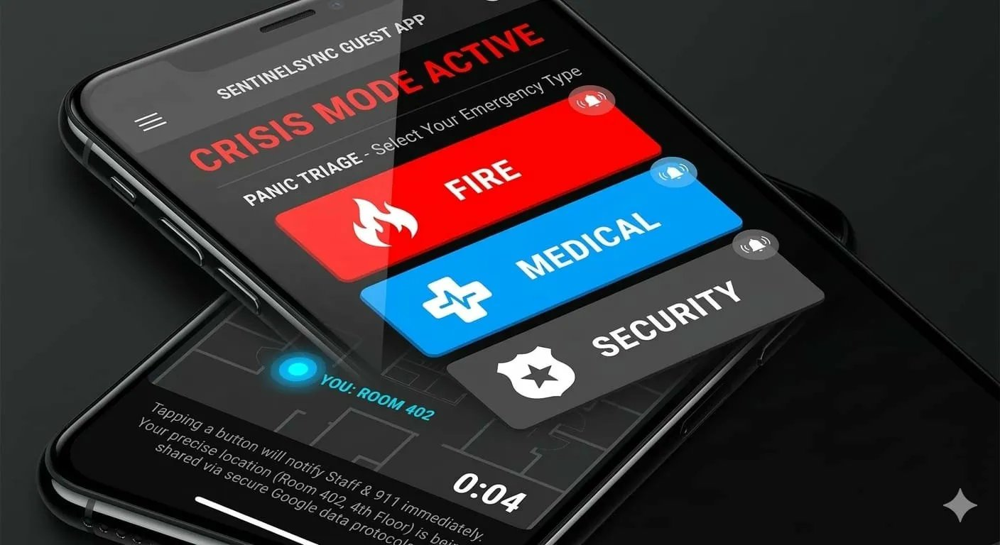 SENTINELSYNC GUEST APP
CRISIS MODE ACTIVE
PANIC TRIAGE - Select Your Emergency Type
FIRE
MEDICAL
SECURITY
YOU: ROOM 402
0:04
Tapping a button will notify Staff & 911 immediately.
Your precise location (Room 402, 4th Floor) is being
shared via secure Google data protocols